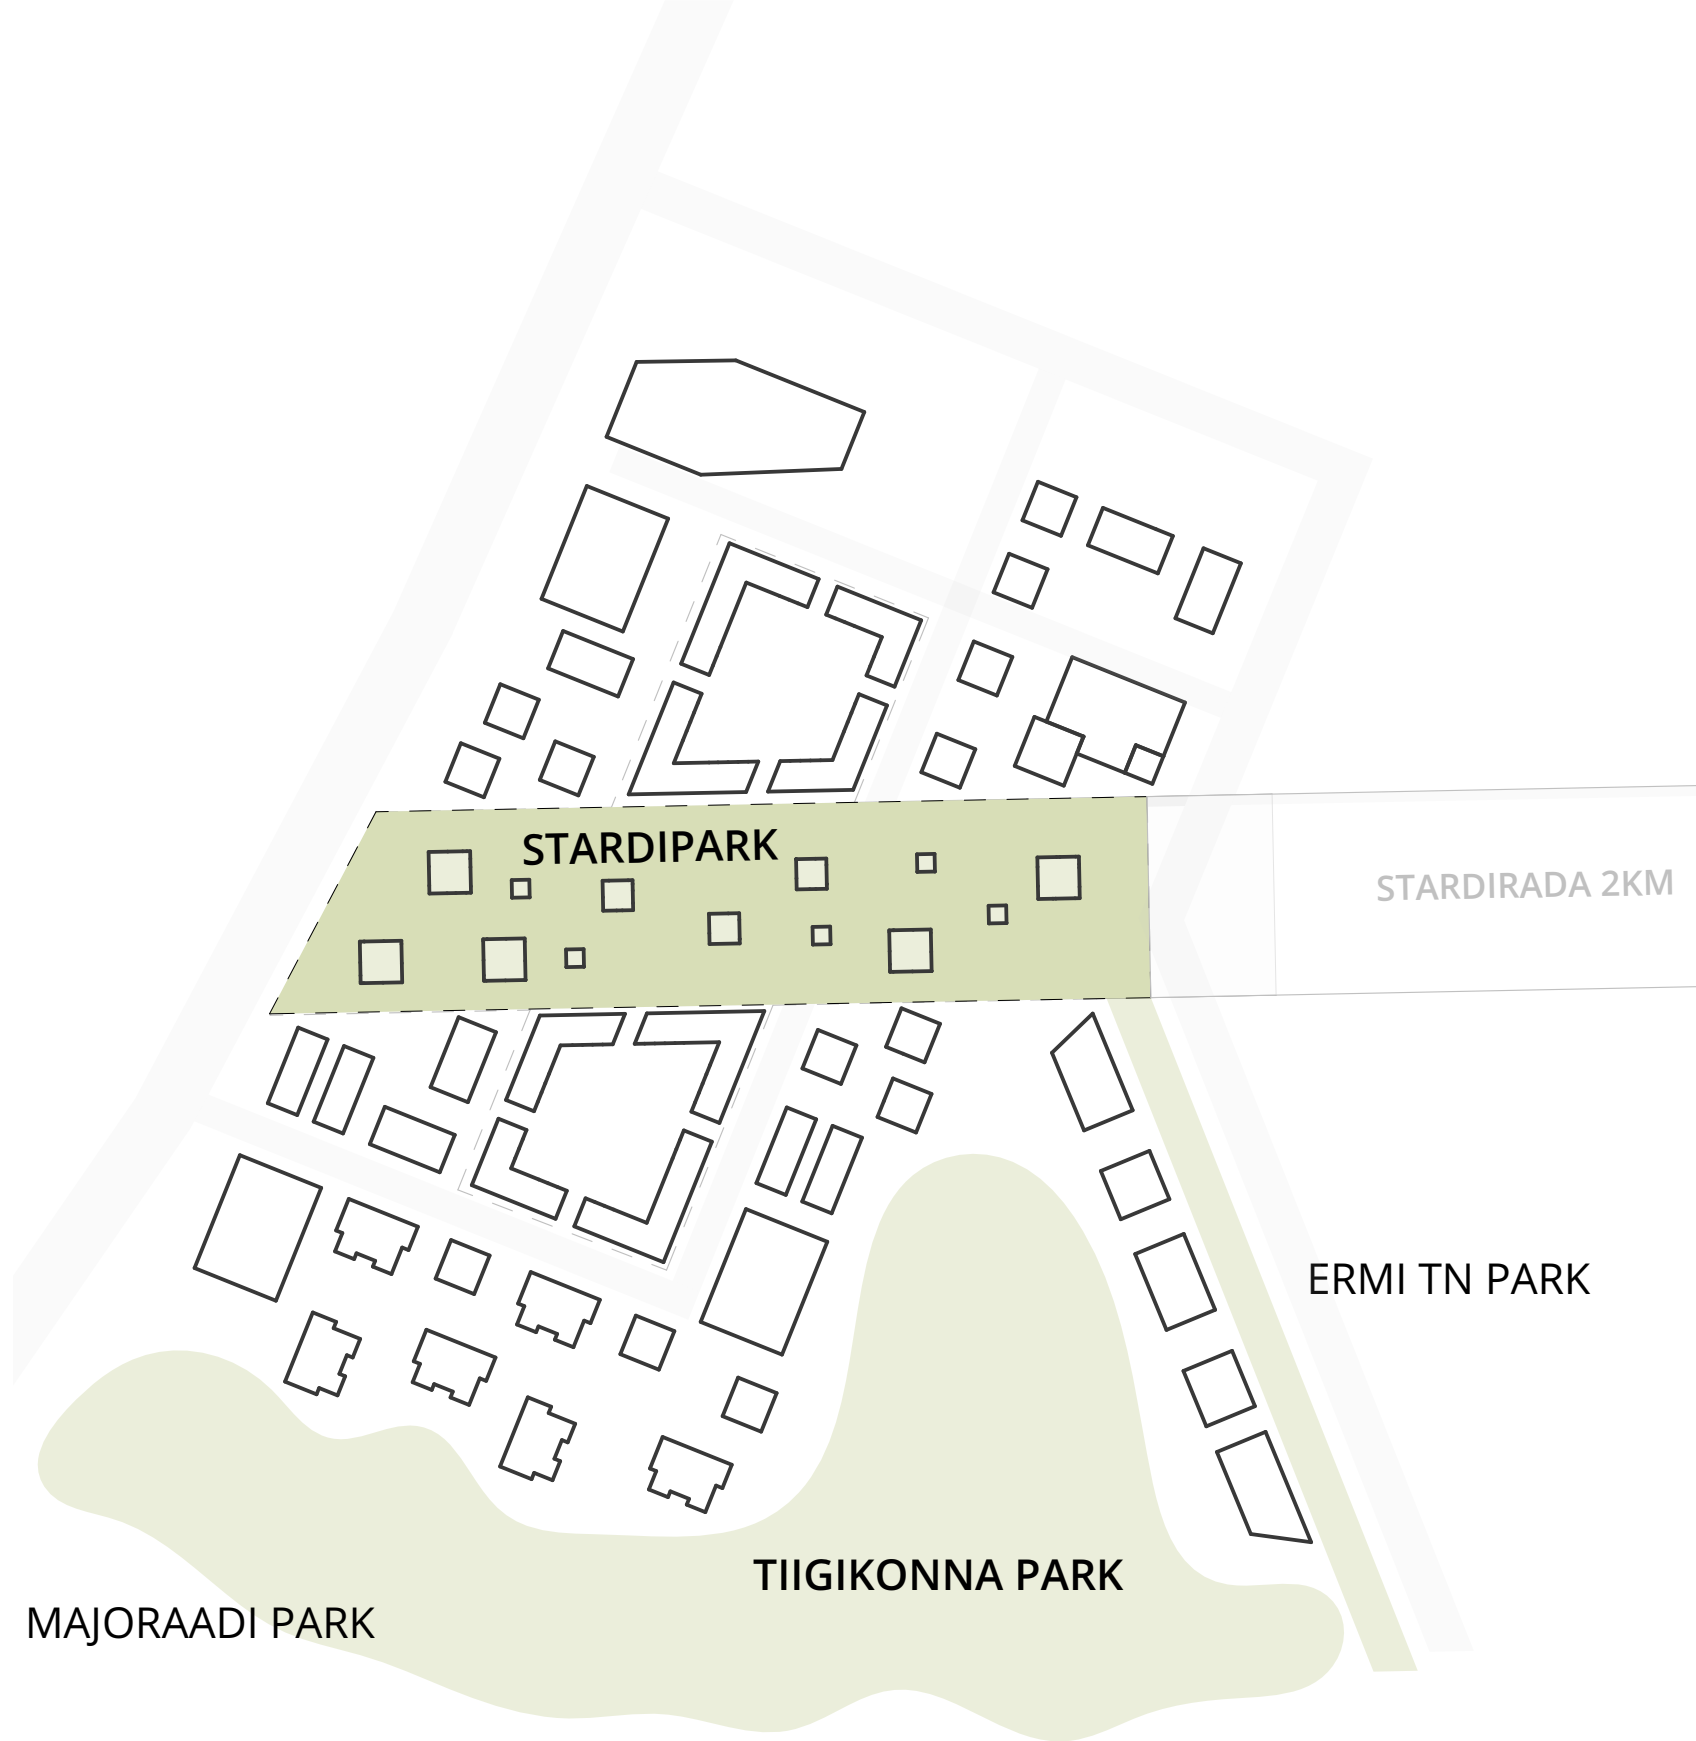 STARDIPARK
STARDIRADA 2KM
ERMI TN PARK
TIIGIKONNA PARK
MAJORAADI PARK